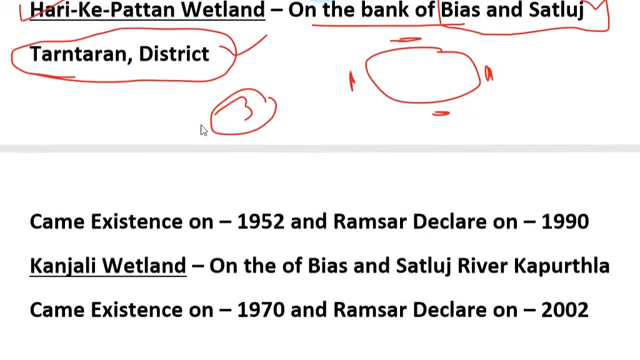 Hari-Ke-Pattan Wetland – On the bank of Bias and Satluj
Tarntaran, District
3
Came Existence on – 1952 and Ramsar Declare on – 1990
Kanjali Wetland – On the of Bias and Satluj River Kapurthla
Came Existence on – 1970 and Ramsar Declare on – 2002